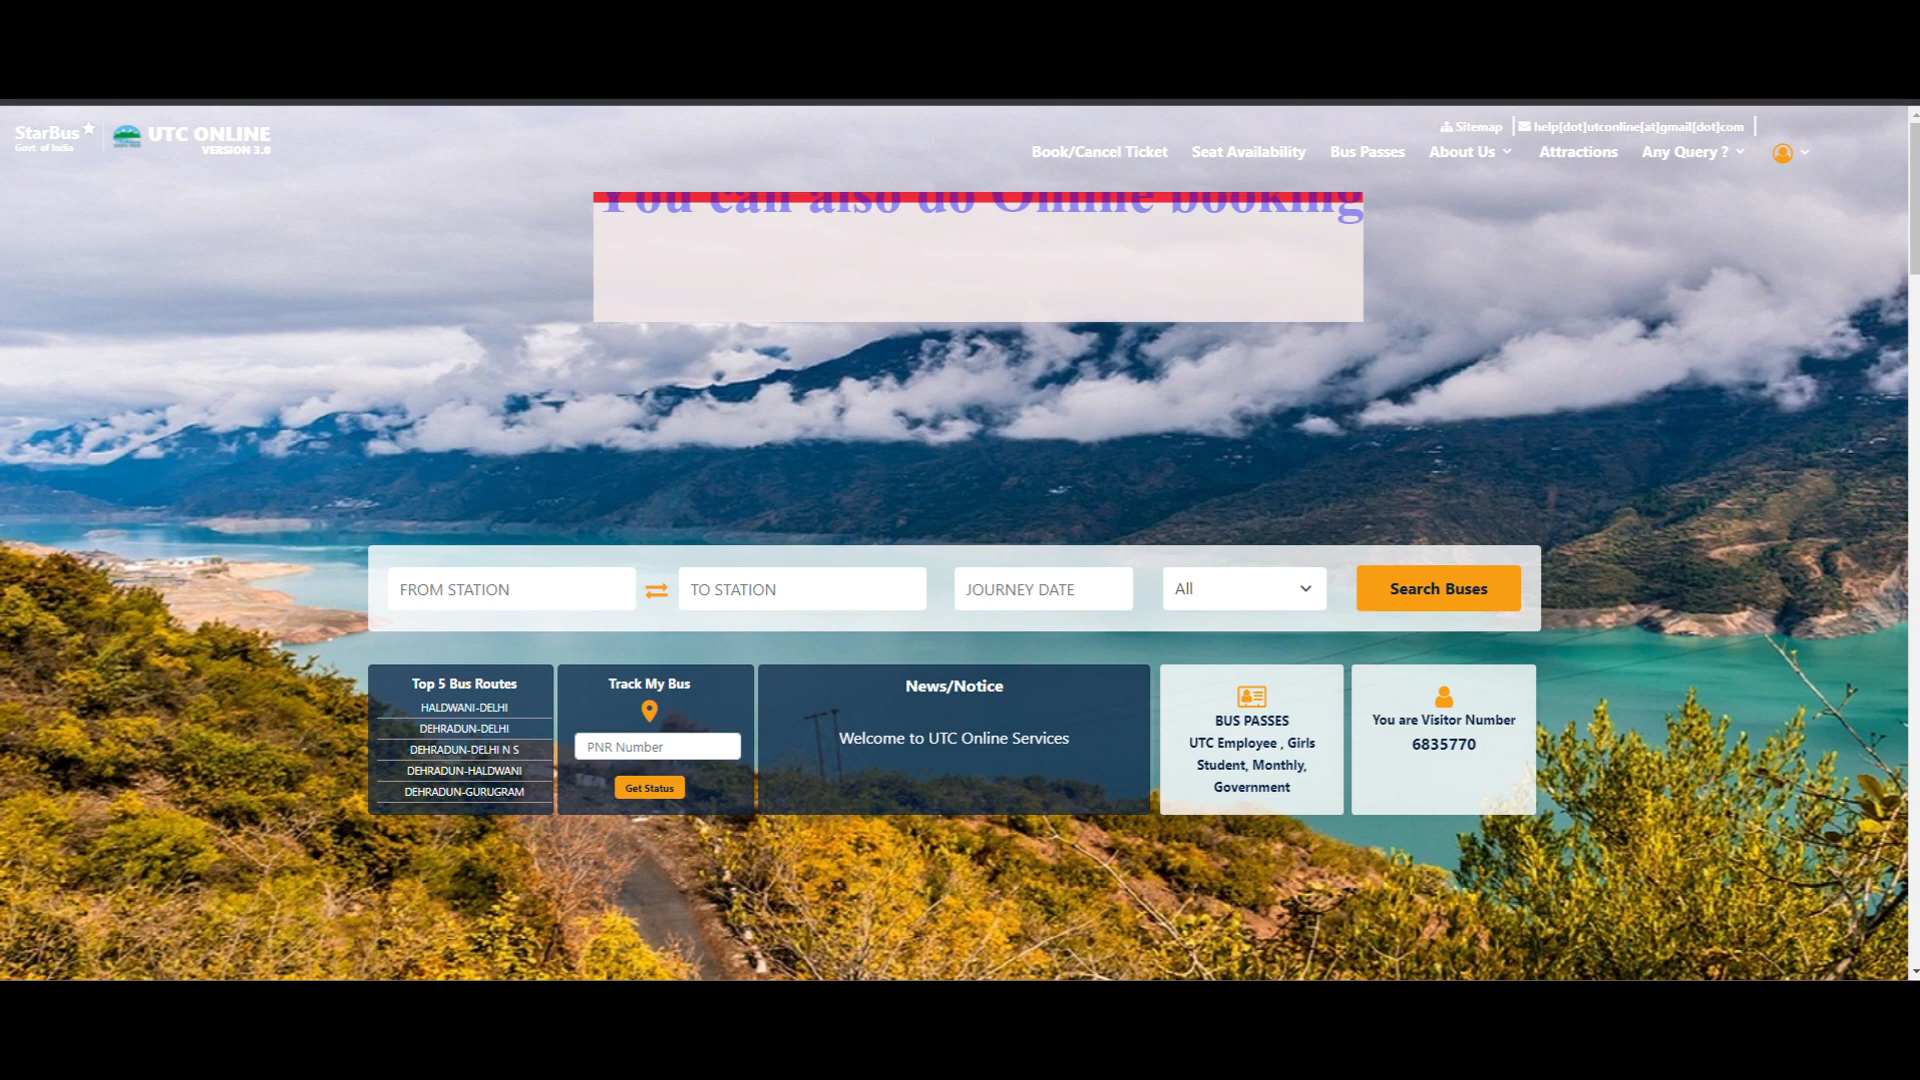 StarBus
Govt. of India
UTC ONLINE
VERSION 3.0
Sitemap
help[dot]utconline[at]gmail[dot]com
Book/Cancel Ticket
Seat Availability
Bus Passes
About Us
Attractions
Any Query ?
You can also do Online booking
FROM STATION
TO STATION
JOURNEY DATE
All
Search Buses
Top 5 Bus Routes
HALDWANI-DELHI
DEHRADUN-DELHI
DEHRADUN-DELHI N S
DEHRADUN-HALDWANI
DEHRADUN-GURUGRAM
Track My Bus
PNR Number
Get Status
News/Notice
Welcome to UTC Online Services
BUS PASSES
UTC Employee , Girls
Student, Monthly,
Government
You are Visitor Number
6835770